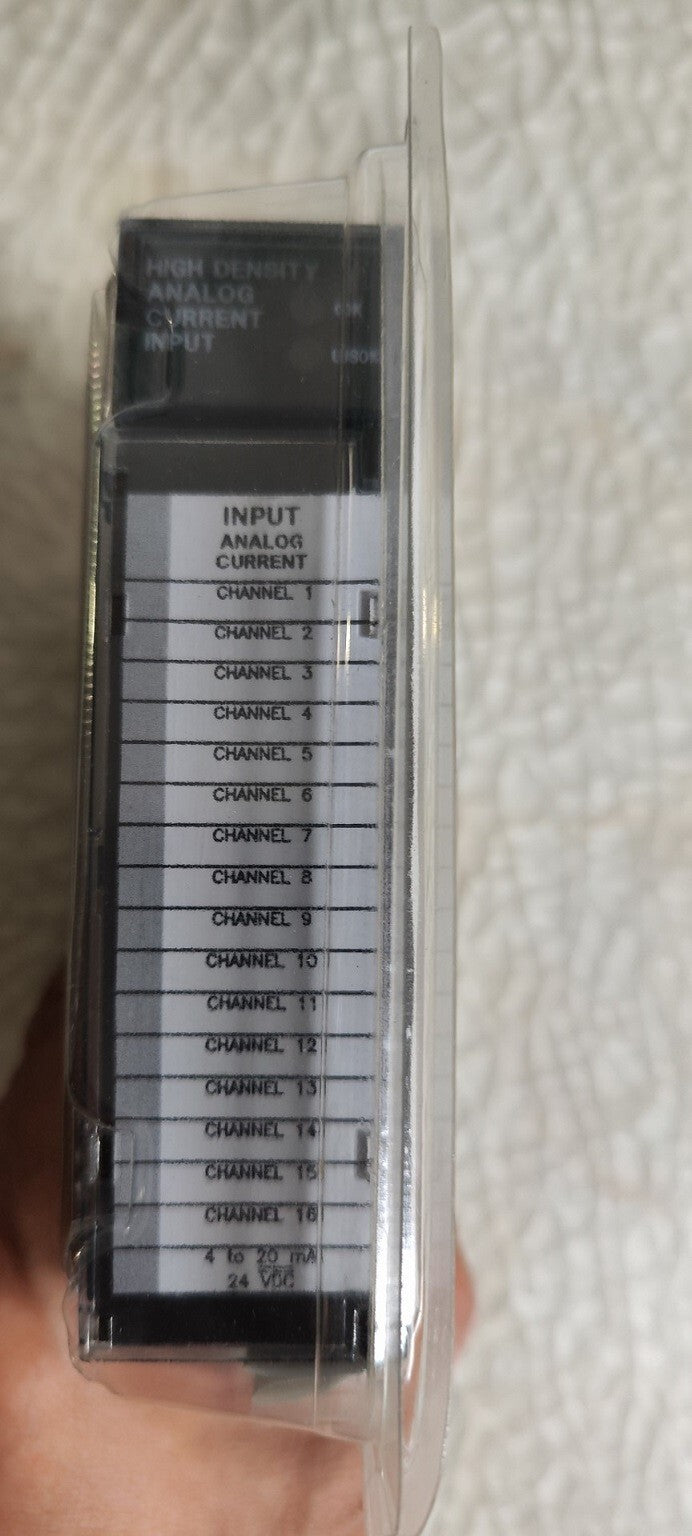 HIGH DENSITY
ANALOG
CURRENT OK
INPUT
INPUT
ANALOG
CURRENT
CHANNEL 1
CHANNEL 2
CHANNEL 3
CHANNEL 4
CHANNEL 5
CHANNEL 6
CHANNEL 7
CHANNEL 8
CHANNEL 9
CHANNEL 10
CHANNEL 11
CHANNEL 12
CHANNEL 13
CHANNEL 14
CHANNEL 15
CHANNEL 16
4 to 20 mA
24 VDC